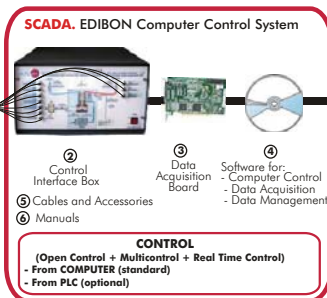 SCADA. EDIBON Computer Control System
②
Control
Interface Box
③
Data
Acquisition
Board
④
Software for:
- Computer Control
- Data Acquisition
- Data Management
⑤ Cables and Accessories
⑥ Manuals
CONTROL
(Open Control + Multicontrol + Real Time Control)
- From COMPUTER (standard)
- From PLC (optional)